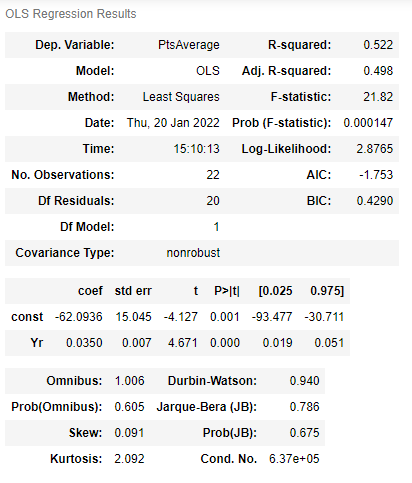 OLS Regression Results
Dep. Variable: PtsAverage R-squared: 0.522
Model: OLS Adj. R-squared: 0.498
Method: Least Squares F-statistic: 21.82
Date: Thu, 20 Jan 2022 Prob (F-statistic): 0.000147
Time: 15:10:13 Log-Likelihood: 2.8765
No. Observations: 22 AIC: -1.753
Df Residuals: 20 BIC: 0.4290
Df Model: 1
Covariance Type: nonrobust
coef std err t P>|t| [0.025 0.975]
const -62.0936 15.045 -4.127 0.001 -93.477 -30.711
Yr 0.0350 0.007 4.671 0.000 0.019 0.051
Omnibus: 1.006 Durbin-Watson: 0.940
Prob(Omnibus): 0.605 Jarque-Bera (JB): 0.786
Skew: 0.091 Prob(JB): 0.675
Kurtosis: 2.092 Cond. No. 6.37e+05